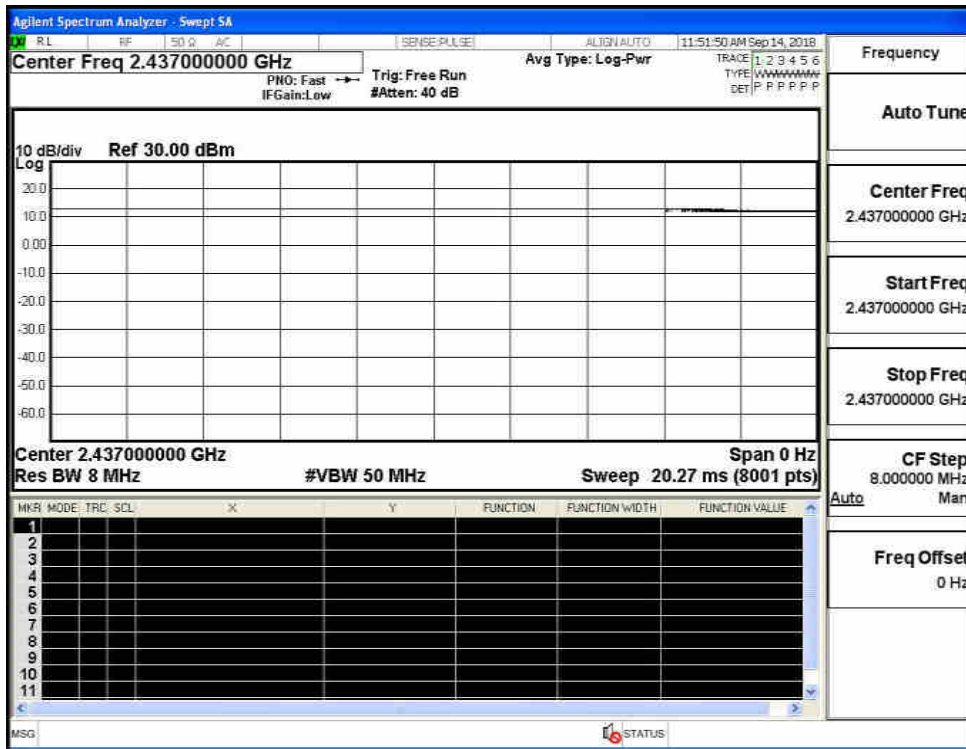 Agilent Spectrum Analyzer - Swept SA
RL RF 50 Ω AC SENSE:PULSE ALIGN AUTO 11:51:50 AM Sep 14, 2018
Center Freq 2.437000000 GHz
PNO: Fast
IFGain:Low
Trig: Free Run
#Atten: 40 dB
Avg Type: Log-Pwr
TRACE 1 2 3 4 5 6
TYPE WWWWWW
DET P P P P P P
10 dB/div Ref 30.00 dBm
Log
20.0
10.0
0.00
-10.0
-20.0
-30.0
-40.0
-50.0
-60.0
Center 2.437000000 GHz Span 0 Hz
Res BW 8 MHz #VBW 50 MHz Sweep 20.27 ms (8001 pts)
MKR MODE TRC SCL X Y FUNCTION FUNCTION WIDTH FUNCTION VALUE
1
2
3
4
5
6
7
8
9
10
11
MSG STATUS
Frequency
Auto Tune
Center Freq
2.437000000 GHz
Start Freq
2.437000000 GHz
Stop Freq
2.437000000 GHz
CF Step
8.000000 MHz
Auto Man
Freq Offset
0 Hz